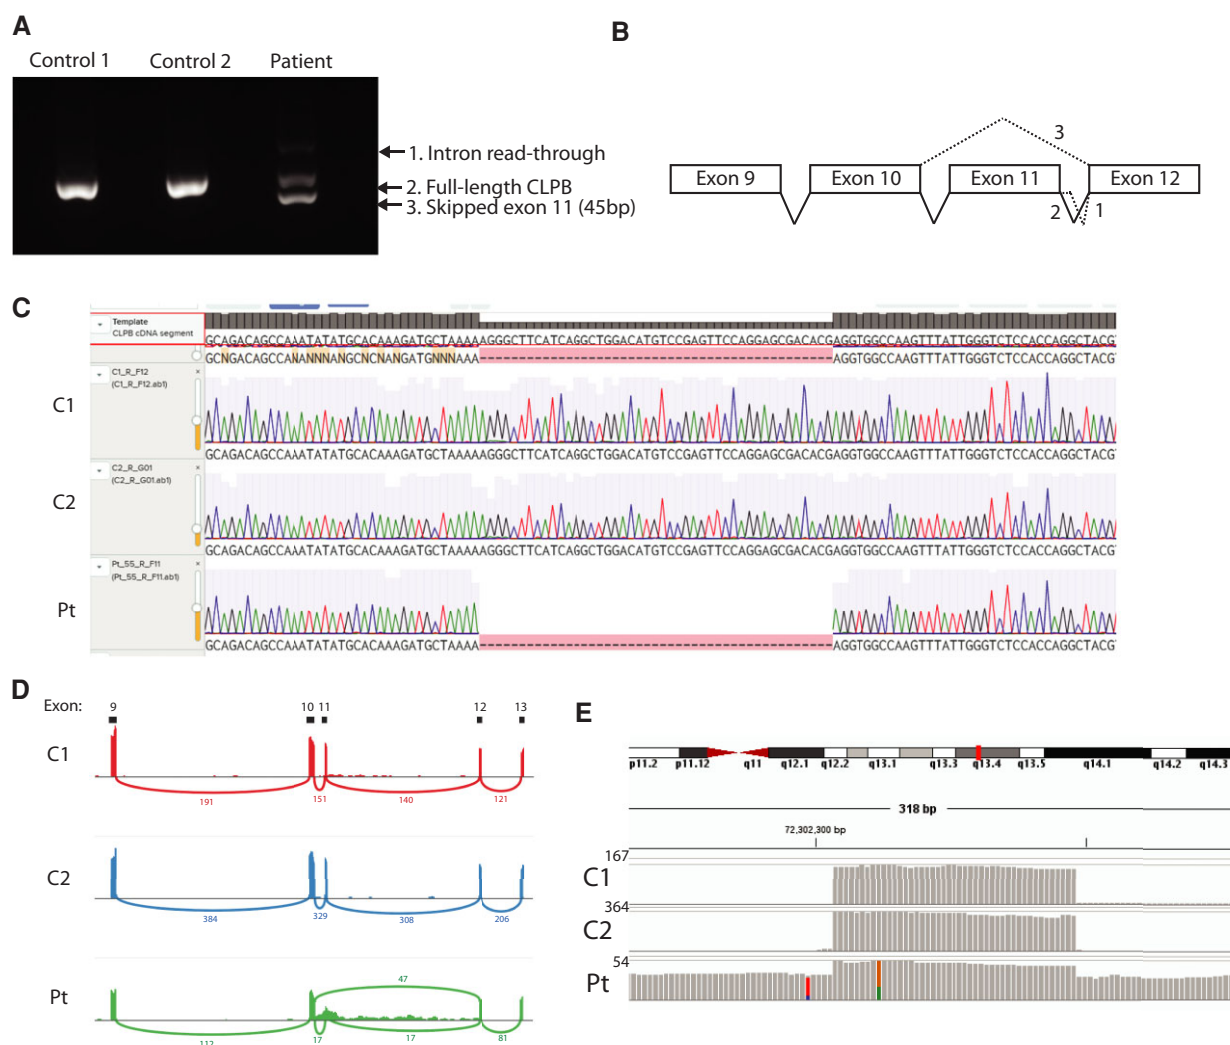 A
Control 1 Control 2 Patient
1. Intron read-through
2. Full-length CLPB
3. Skipped exon 11 (45bp)
B
3
Exon 9 Exon 10 Exon 11 Exon 12
2 1
C
Template
CLPB cDNA segment
GCAGACAGCCAAATATATGCACAAAGATGCTAAAAAGGGCTTCATCAGGCTGGACATGTCCGAGTTCCAGGAGCGACACGAGGTGGCCAAGTTTATTGGGTCTCCACCAGGCTACG
GCNGACAGCCANANNNANGCNCNANGATGNNNAAA----------------------------------------AGGTGGCCAAGTTTATTGGGTCTCCACCAGGCTACG
C1_R_F12
(C1_R_F12.ab1)
C1
GCAGACAGCCAAATATATGCACAAAGATGCTAAAAAGGGCTTCATCAGGCTGGACATGTCCGAGTTCCAGGAGCGACACGAGGTGGCCAAGTTTATTGGGTCTCCACCAGGCTACG
C2_R_G01
(C2_R_G01.ab1)
C2
GCAGACAGCCAAATATATGCACAAAGATGCTAAAAAGGGCTTCATCAGGCTGGACATGTCCGAGTTCCAGGAGCGACACGAGGTGGCCAAGTTTATTGGGTCTCCACCAGGCTACG
Pt_55_R_F11
(Pt_55_R_F11.ab1)
Pt
GCAGACAGCCAAATATATGCACAAAGATGCTAAAA---------------------------------------------AGGTGGCCAAGTTTATTGGGTCTCCACCAGGCTACG
D
Exon: 9 10 11 12 13
C1
191 151 140 121
C2
384 329 308 206
47
Pt
112 17 17 81
E
p11.2 p11.12 q11 q12.1 q12.2 q13.1 q13.3 q13.4 q13.5 q14.1 q14.2 q14.3
318 bp
72,302,300 bp
167
C1
364
C2
54
Pt